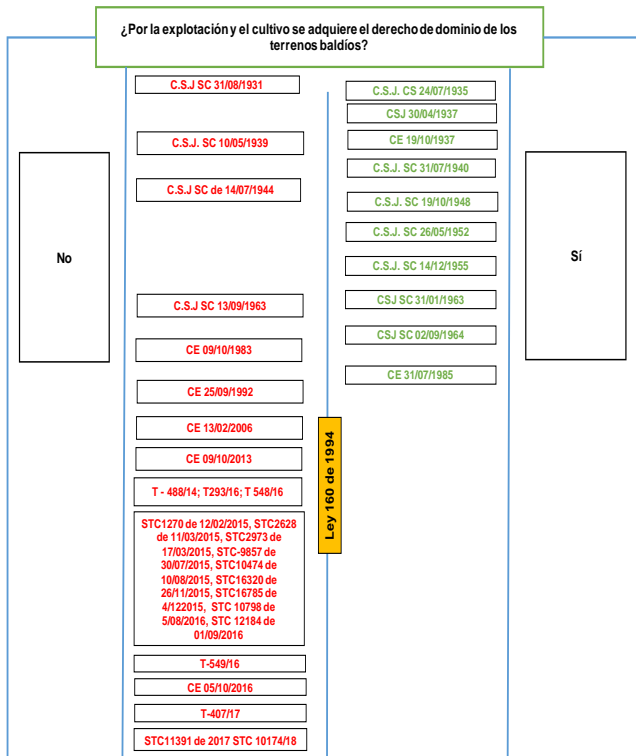 ¿Por la explotación y el cultivo se adquiere el derecho de dominio de los
terrenos baldíos?
No
C.S.J SC 31/08/1931
C.S.J. SC 10/05/1939
C.S.J SC de 14/07/1944
C.S.J SC 13/09/1963
CE 09/10/1983
CE 25/09/1992
CE 13/02/2006
CE 09/10/2013
T - 488/14; T293/16; T 548/16
STC1270 de 12/02/2015, STC2628
de 11/03/2015, STC2973 de
17/03/2015, STC-9857 de
30/07/2015, STC10474 de
10/08/2015, STC16320 de
26/11/2015, STC16785 de
4/122015, STC 10798 de
5/08/2016, STC 12184 de
01/09/2016
T-549/16
CE 05/10/2016
T-407/17
STC11391 de 2017 STC 10174/18
Ley 160 de 1994
C.S.J. CS 24/07/1935
CSJ 30/04/1937
CE 19/10/1937
C.S.J. SC 31/07/1940
C.S.J. SC 19/10/1948
C.S.J. SC 26/05/1952
C.S.J. SC 14/12/1955
CSJ SC 31/01/1963
CSJ SC 02/09/1964
CE 31/07/1985
Sí